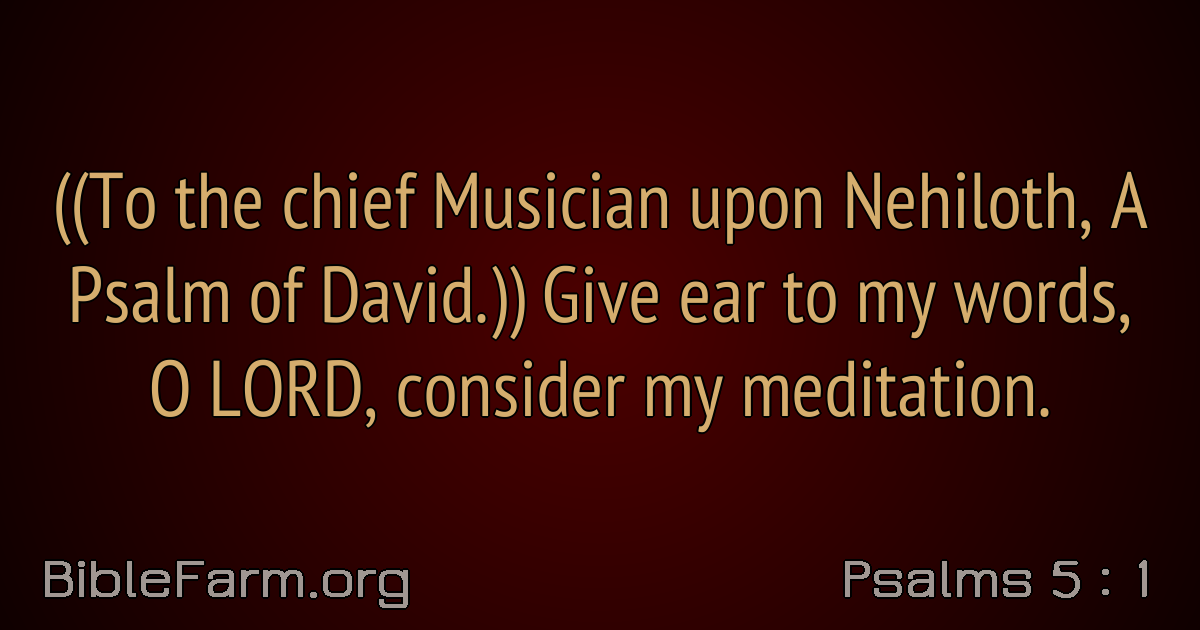 ((To the chief Musician upon Nehiloth, A
Psalm of David.)) Give ear to my words,
O LORD, consider my meditation.
BibleFarm.org
Psalms 5 : 1